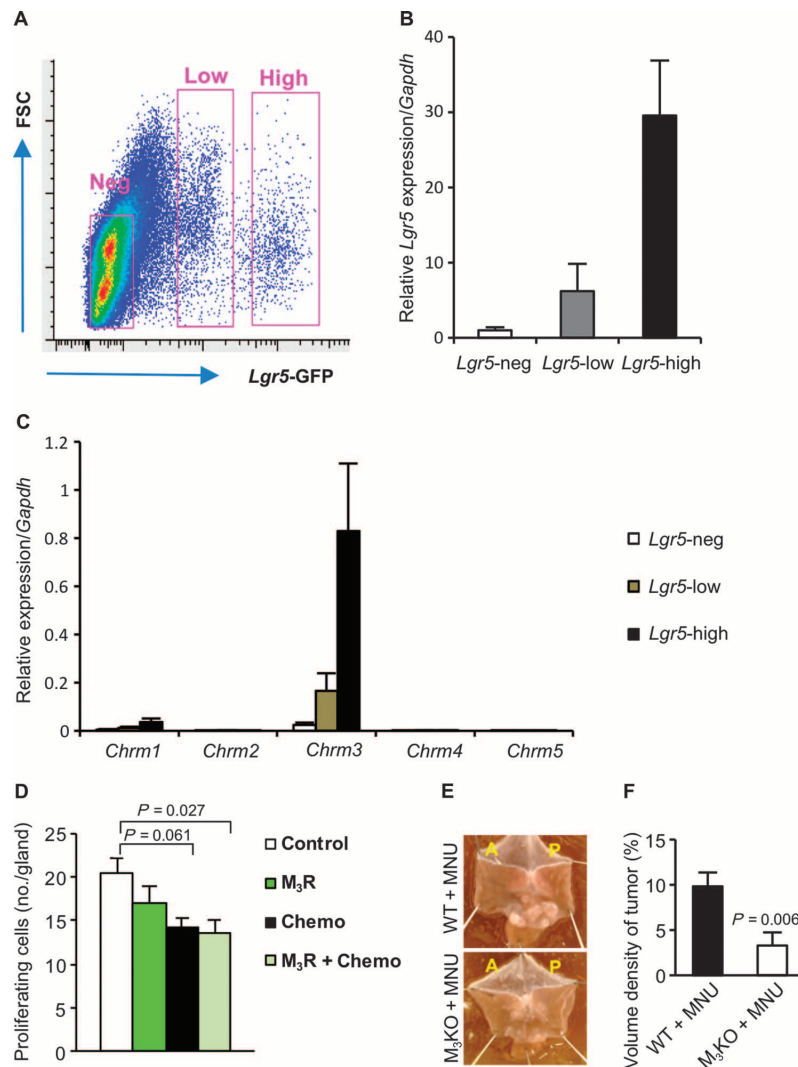 A
FSC
Neg
Low
High
Lgr5-GFP
B
Relative Lgr5 expression/Gapdh
40
30
20
10
0
Lgr5-neg Lgr5-low Lgr5-high
C
Relative expression/Gapdh
1.2
1
0.8
0.6
0.4
0.2
0
Chrm1 Chrm2 Chrm3 Chrm4 Chrm5
Lgr5-neg
Lgr5-low
Lgr5-high
D
Proliferating cells (no./gland)
25
20
15
10
5
0
P = 0.027
P = 0.061
Control
M₃R
Chemo
M₃R + Chemo
E
WT + MNU
A P
M₃KO + MNU
A P
F
Volume density of tumor (%)
15
10
5
0
P = 0.006
WT + MNU
M₃KO + MNU